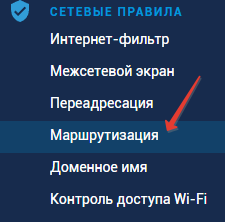 СЕТЕВЫЕ ПРАВИЛА
Интернет-фильтр
Межсетевой экран
Переадресация
Маршрутизация
Доменное имя
Контроль доступа Wi-Fi